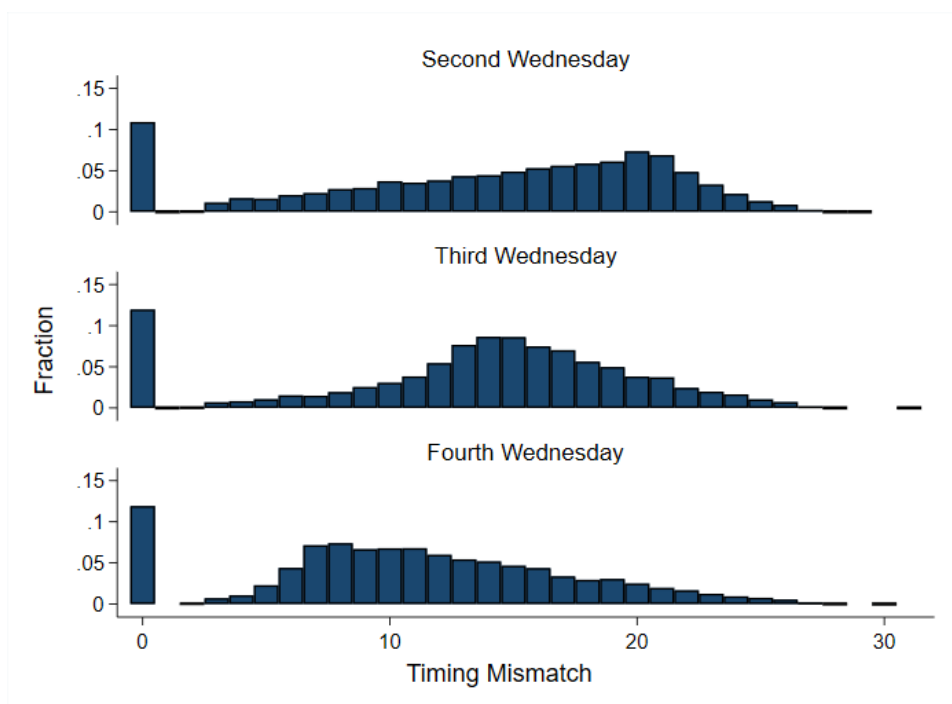 Second Wednesday
.15
.1
.05
0
Third Wednesday
.15
.1
.05
0
Fraction
Fourth Wednesday
.15
.1
.05
0
0 10 20 30
Timing Mismatch